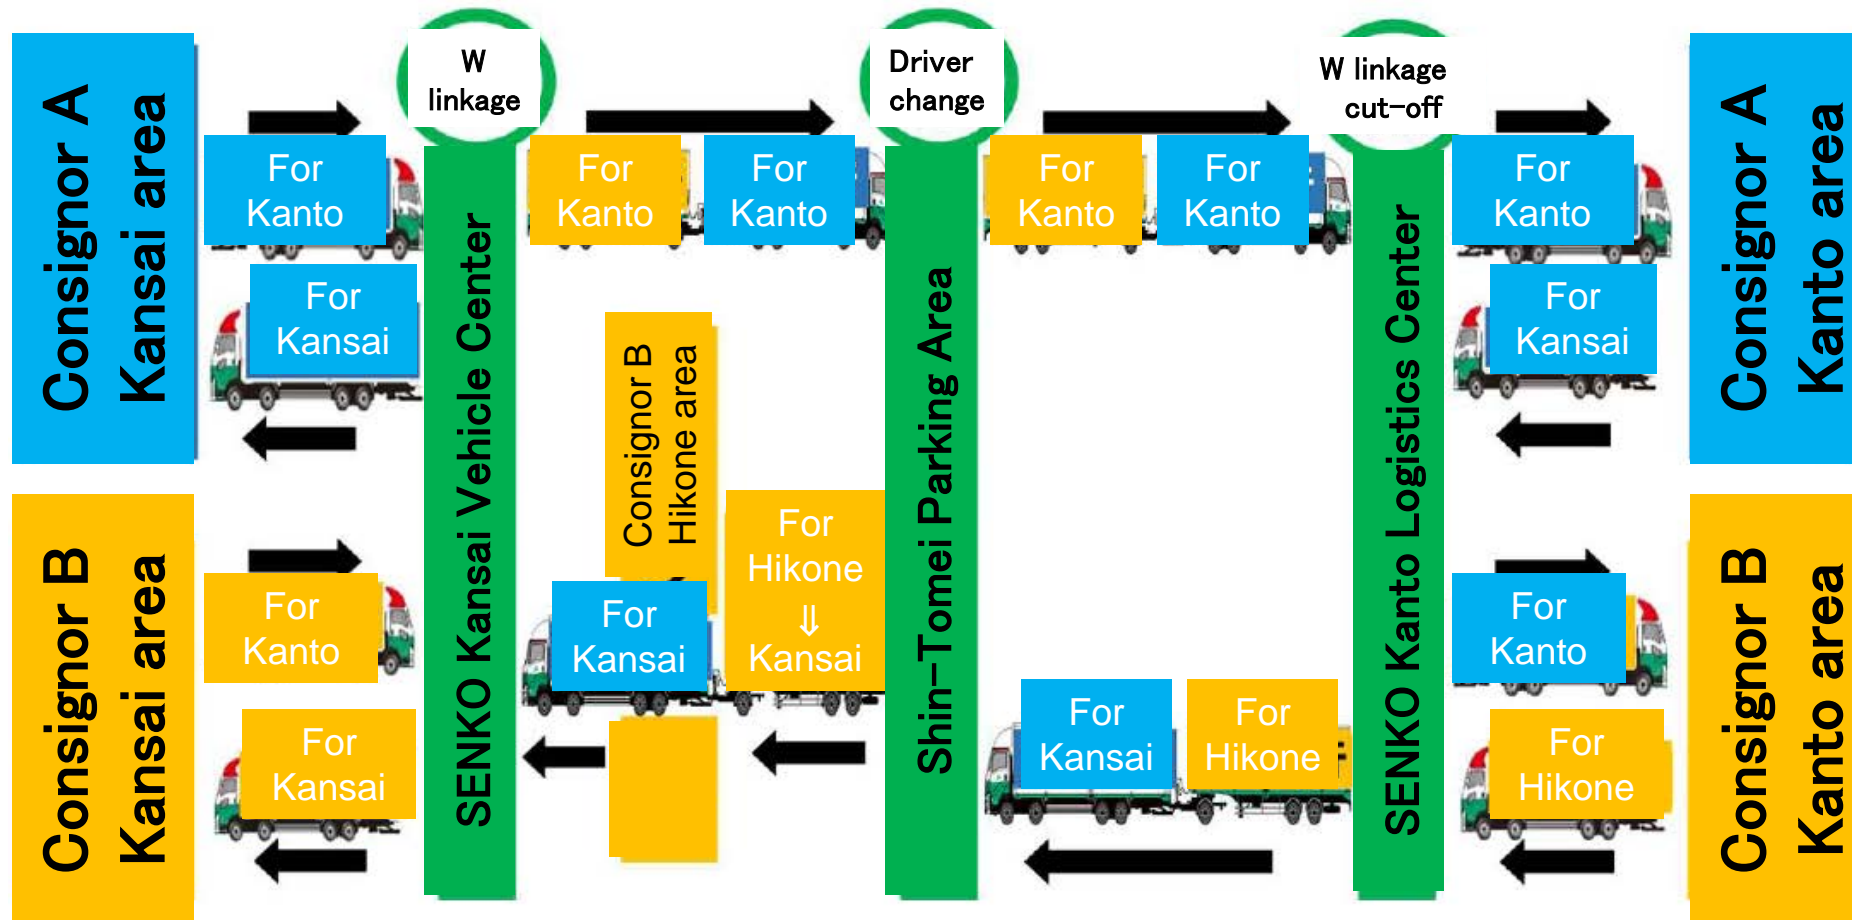 Consignor A
Kansai area
For
Kanto
For
Kansai
W
linkage
SENKO Kansai Vehicle Center
For
Kanto
For
Kanto
Driver
change
Shin-Tomei Parking Area
For
Kanto
For
Kanto
W linkage
cut-off
SENKO Kanto Logistics Center
For
Kanto
For
Kansai
Consignor A
Kanto area
Consignor B
Kansai area
For
Kanto
For
Kansai
Consignor B
Hikone area
For
Kansai
For
Hikone
⇓
Kansai
For
Kansai
For
Hikone
For
Kanto
For
Hikone
Consignor B
Kanto area